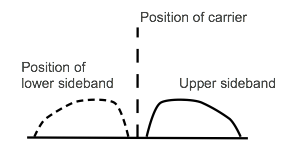 Position of carrier
Position of
lower sideband
Upper sideband